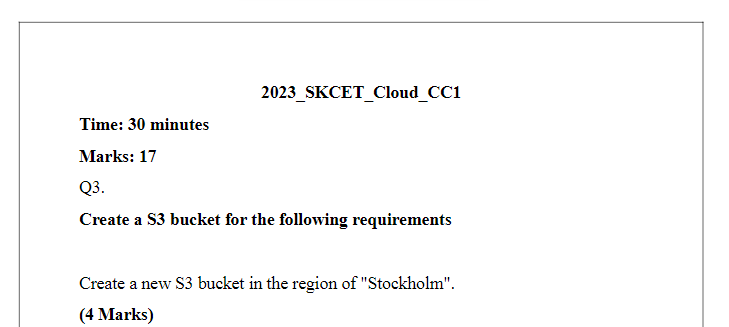 2023_SKCET_Cloud_CC1
Time: 30 minutes
Marks: 17
Q3.
Create a S3 bucket for the following requirements
Create a new S3 bucket in the region of "Stockholm".
(4 Marks)